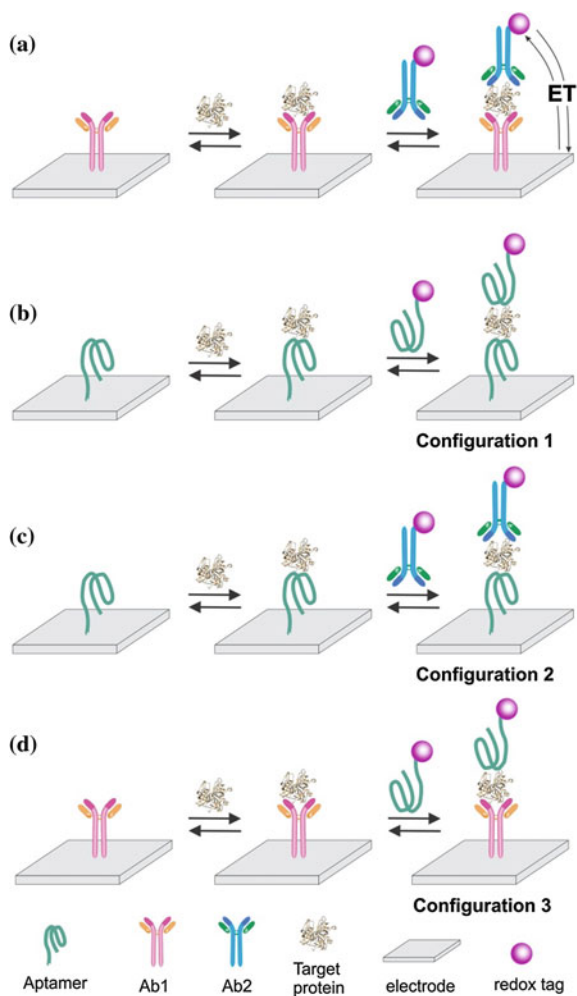 (a)
ET
(b)
Configuration 1
(c)
Configuration 2
(d)
Configuration 3
Aptamer
Ab1
Ab2
Target
protein
electrode
redox tag